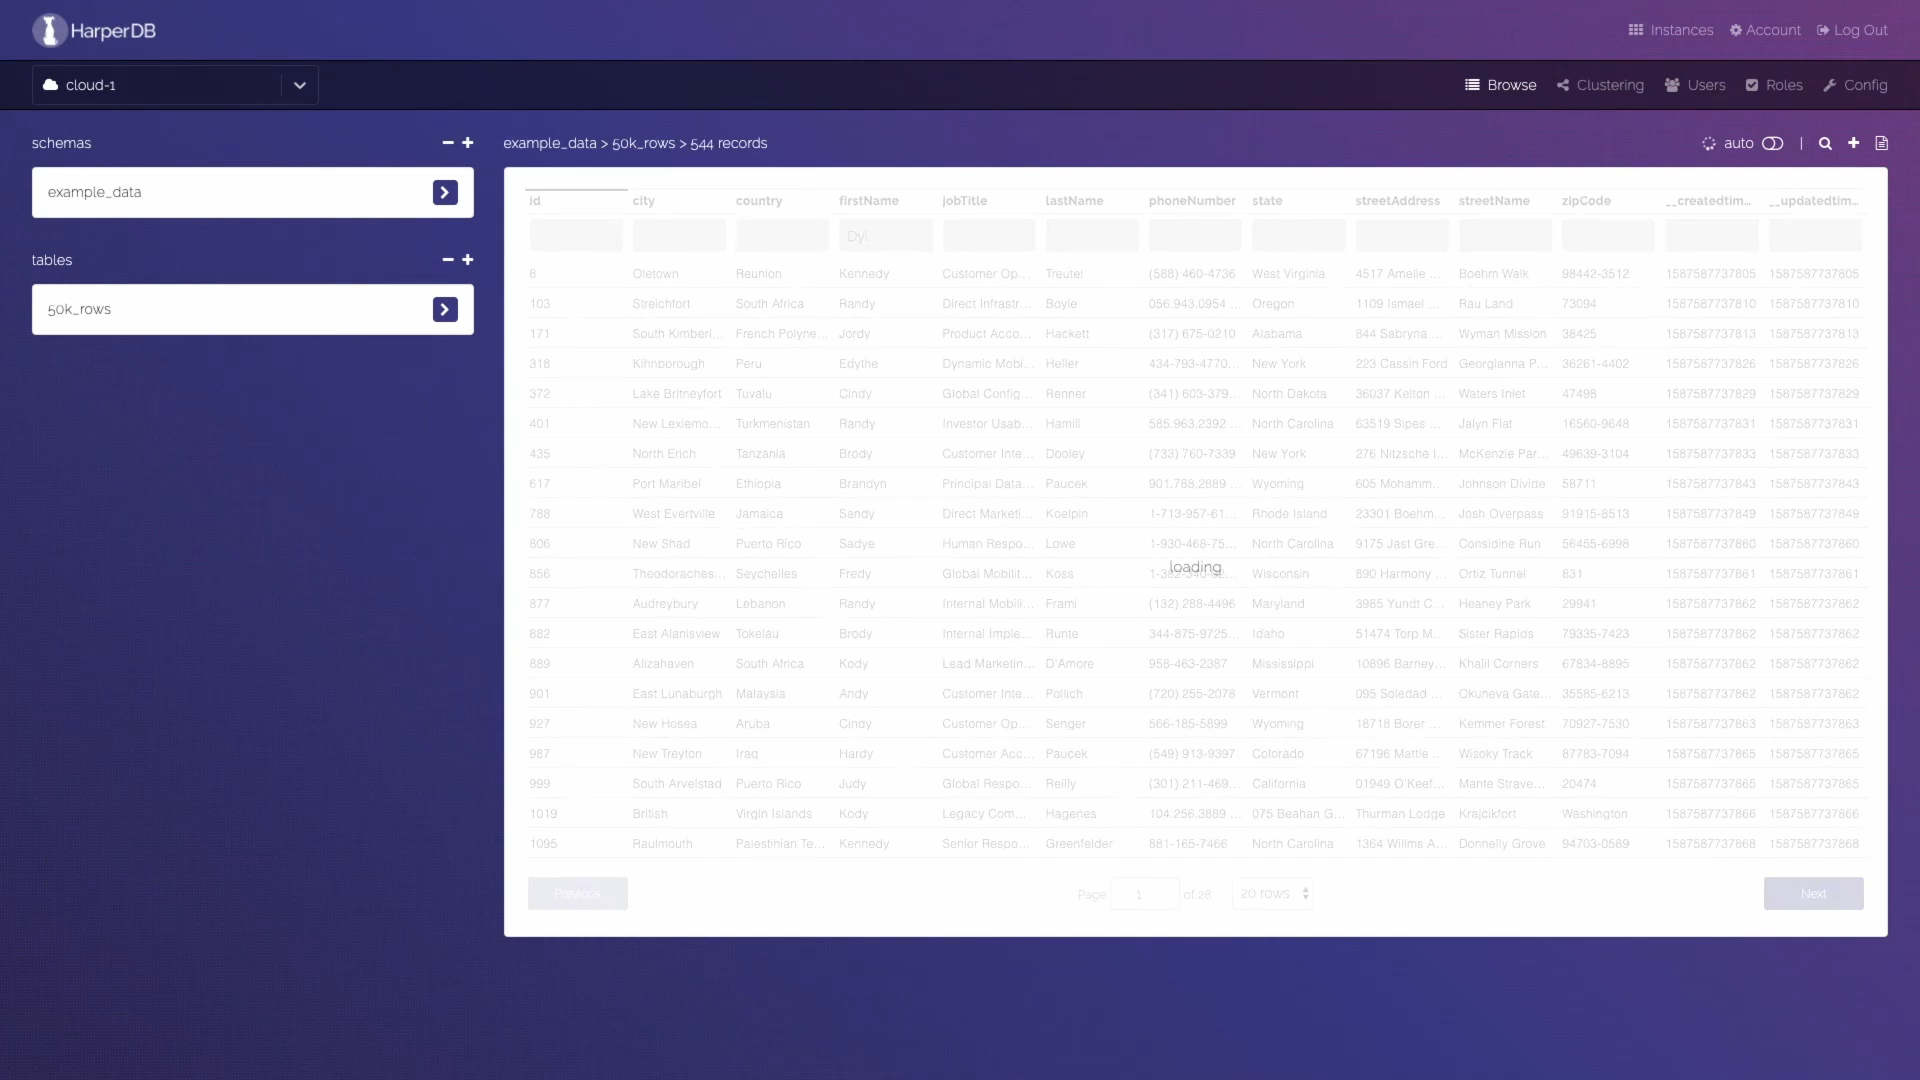 HarperDB
Instances Account Log Out
cloud-1
Browse Clustering Users Roles Config
schemas
example_data > 50k_rows > 544 records
auto |
example_data
tables
50k_rows
id city country firstName jobTitle lastName phoneNumber state streetAddress streetName zipCode __createdtim... __updatedtim...
Dyl
8 Oletown Reunion Kennedy Customer Op... Treutel (588) 460-4736 West Virginia 4517 Amelie ... Boehm Walk 98442-3512 1587587737805 1587587737805
103 Streichfort South Africa Randy Direct Infrastr... Boyle 056.943.0954 ... Oregon 1109 Ismael ... Rau Land 73094 1587587737810 1587587737810
171 South Kimberl... French Polyne... Jordy Product Acco... Hackett (317) 675-0210 Alabama 844 Sabryna ... Wyman Mission 38425 1587587737813 1587587737813
318 Kihnborough Peru Edythe Dynamic Mobi... Heller 434-793-4770... New York 223 Cassin Ford Georgianna P... 36261-4402 1587587737826 1587587737826
372 Lake Britneyfort Tuvalu Cindy Global Config... Renner (341) 603-379... North Dakota 36037 Kelton ... Waters Inlet 47498 1587587737829 1587587737829
401 New Lexiemo... Turkmenistan Randy Investor Usab... Hamill 585.963.2392 ... North Carolina 63519 Sipes ... Jalyn Flat 16560-9648 1587587737831 1587587737831
435 North Erich Tanzania Brody Customer Inte... Dooley (733) 760-7339 New York 276 Nitzsche I... McKenzie Par... 49639-3104 1587587737833 1587587737833
617 Port Maribel Ethiopia Brandyn Principal Data... Paucek 901.788.2889 ... Wyoming 605 Mohamm... Johnson Divide 58711 1587587737843 1587587737843
788 West Evertville Jamaica Sandy Direct Marketi... Koelpin 1-713-957-61... Rhode Island 23301 Boehm... Josh Overpass 91915-8513 1587587737849 1587587737849
806 New Shad Puerto Rico Sadye Human Respo... Lowe 1-930-468-75... North Carolina 9175 Jast Gre... Considine Run 56455-6998 1587587737860 1587587737860
loading
856 Theodoraches... Seychelles Fredy Global Mobilit... Koss Wisconsin 890 Harmony ... Ortiz Tunnel 831 1587587737861 1587587737861
877 Audreybury Lebanon Randy Internal Mobili... Frami (132) 288-4496 Maryland 3985 Yundt C... Heaney Park 29941 1587587737862 1587587737862
882 East Alanisview Tokelau Brody Internal Imple... Runte 344-875-9725... Idaho 51474 Torp M... Sister Rapids 79335-7423 1587587737862 1587587737862
889 Alizahaven South Africa Kody Lead Marketin... D'Amore 958-463-2387 Mississippi 10896 Barney... Khalil Corners 67834-8895 1587587737862 1587587737862
901 East Lunaburgh Malaysia Andy Customer Inte... Pollich (720) 255-2078 Vermont 095 Soledad ... Okuneva Gate... 35585-6213 1587587737862 1587587737862
927 New Hosea Aruba Cindy Customer Op... Senger 566-185-5899 Wyoming 18718 Borer ... Kemmer Forest 70927-7530 1587587737863 1587587737863
987 New Treyton Iraq Hardy Customer Acc... Paucek (549) 913-9397 Colorado 67196 Mattie ... Wisoky Track 87783-7094 1587587737865 1587587737865
999 South Arvelstad Puerto Rico Judy Global Respo... Reilly (301) 211-469... California 01949 O'Keef... Mante Strave... 20474 1587587737865 1587587737865
1019 British Virgin Islands Kody Legacy Com... Hagenes 104.256.3889 ... 075 Beahan G... Thurman Lodge Krajcikfort Washington 1587587737866 1587587737866
1095 Raulmouth Palestinian Te... Kennedy Senior Respo... Greenfelder 881-165-7466 North Carolina 1364 Willms A... Donnelly Grove 94703-0589 1587587737868 1587587737868
Previous Page 1 of 28 20 rows Next